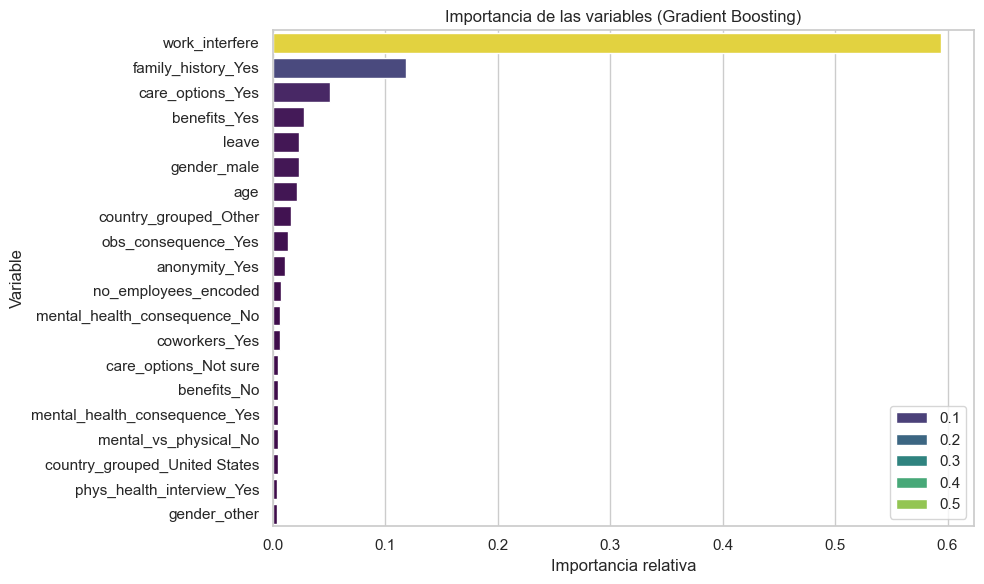 Importancia de las variables (Gradient Boosting)
Variable
work_interfere
family_history_Yes
care_options_Yes
benefits_Yes
leave
gender_male
age
country_grouped_Other
obs_consequence_Yes
anonymity_Yes
no_employees_encoded
mental_health_consequence_No
coworkers_Yes
care_options_Not sure
benefits_No
mental_health_consequence_Yes
mental_vs_physical_No
country_grouped_United States
phys_health_interview_Yes
gender_other
0.1
0.2
0.3
0.4
0.5
0.0 0.1 0.2 0.3 0.4 0.5 0.6
Importancia relativa